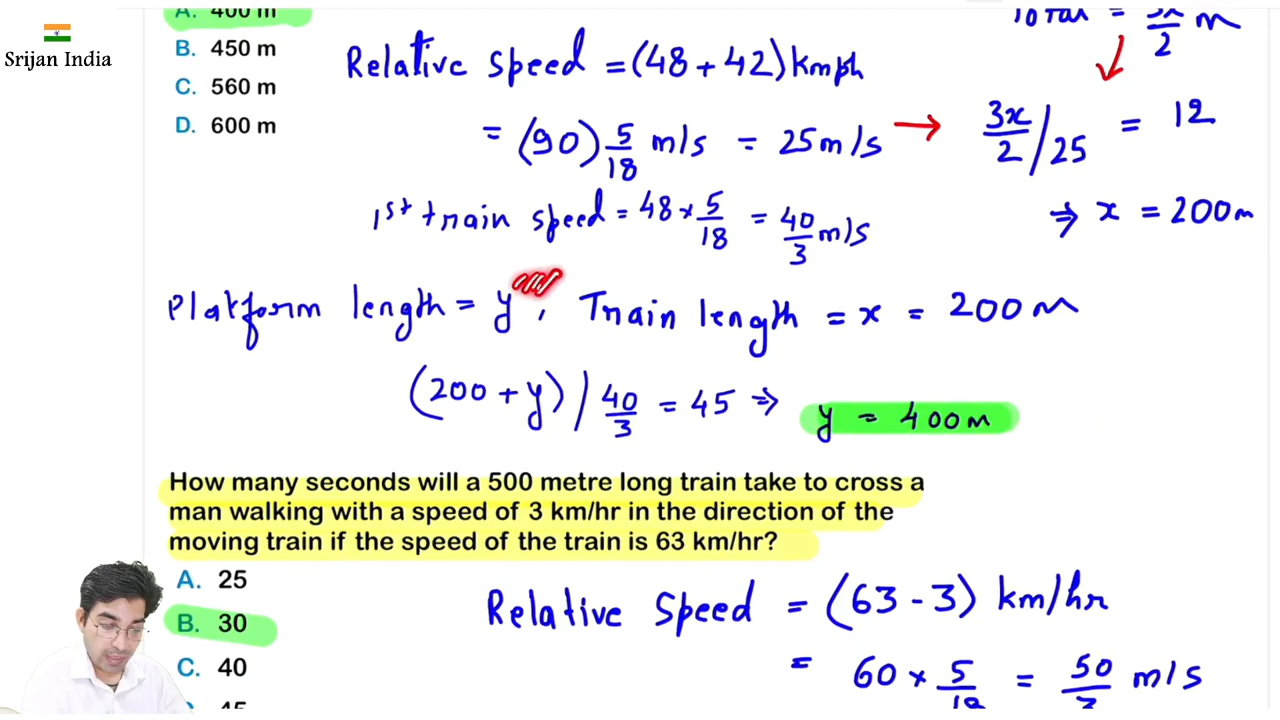 A. 400 m
Total = 3x/2 m
Srijan India
B. 450 m
C. 560 m
D. 600 m
Relative speed = (48 + 42) kmph
= (90) 5/18 m/s = 25 m/s → 3x/2 / 25 = 12
1st train speed = 48 × 5/18 = 40/3 m/s
⇒ x = 200 m
Platform length = y, Train length = x = 200 m
(200 + y) / 40/3 = 45 ⇒ y = 400 m
How many seconds will a 500 metre long train take to cross a
man walking with a speed of 3 km/hr in the direction of the
moving train if the speed of the train is 63 km/hr?
A. 25
B. 30
C. 40
Relative Speed = (63 - 3) km/hr
= 60 × 5/18 = 50/3 m/s